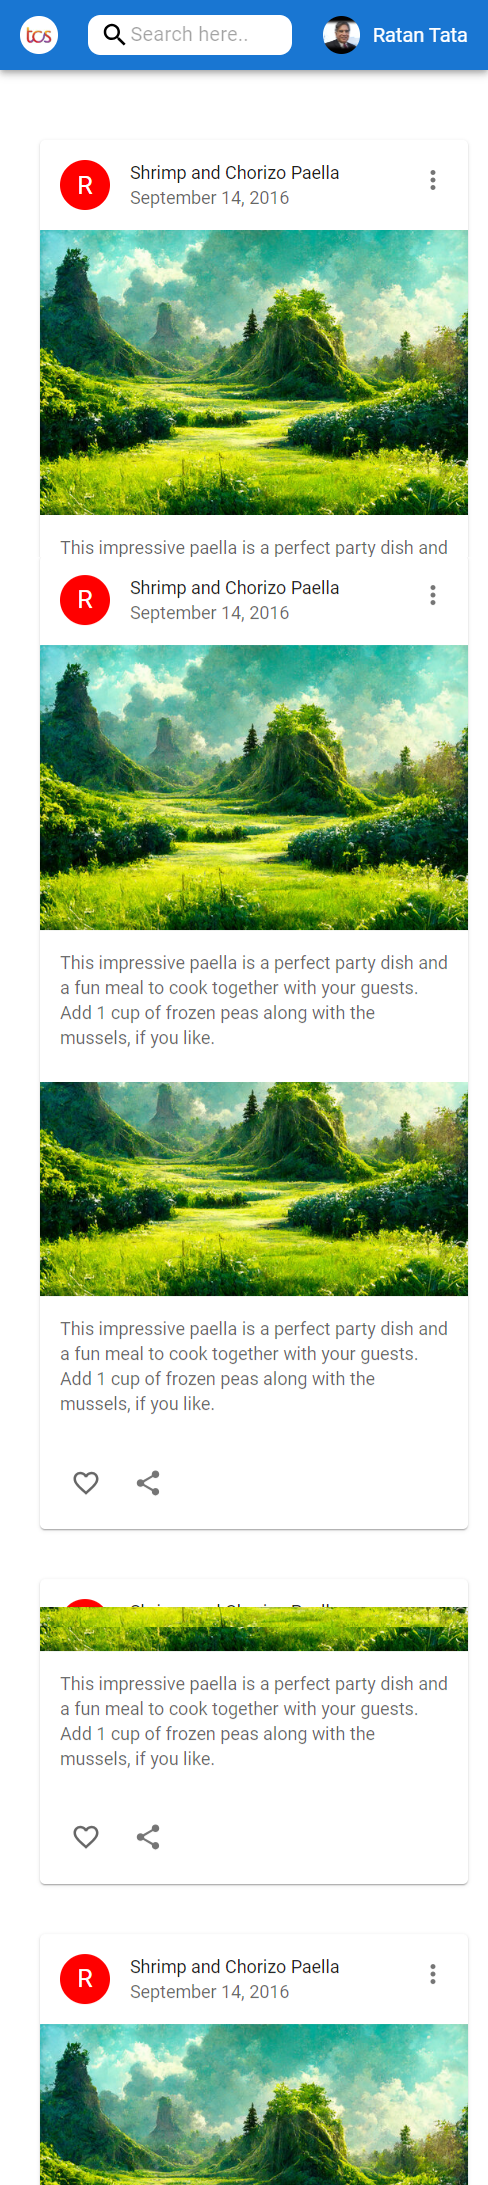 tcs
Search here..
Ratan Tata
R
Shrimp and Chorizo Paella
September 14, 2016
This impressive paella is a perfect party dish and
R
Shrimp and Chorizo Paella
September 14, 2016
This impressive paella is a perfect party dish and
a fun meal to cook together with your guests.
Add 1 cup of frozen peas along with the
mussels, if you like.
This impressive paella is a perfect party dish and
a fun meal to cook together with your guests.
Add 1 cup of frozen peas along with the
mussels, if you like.
This impressive paella is a perfect party dish and
a fun meal to cook together with your guests.
Add 1 cup of frozen peas along with the
mussels, if you like.
R
Shrimp and Chorizo Paella
September 14, 2016